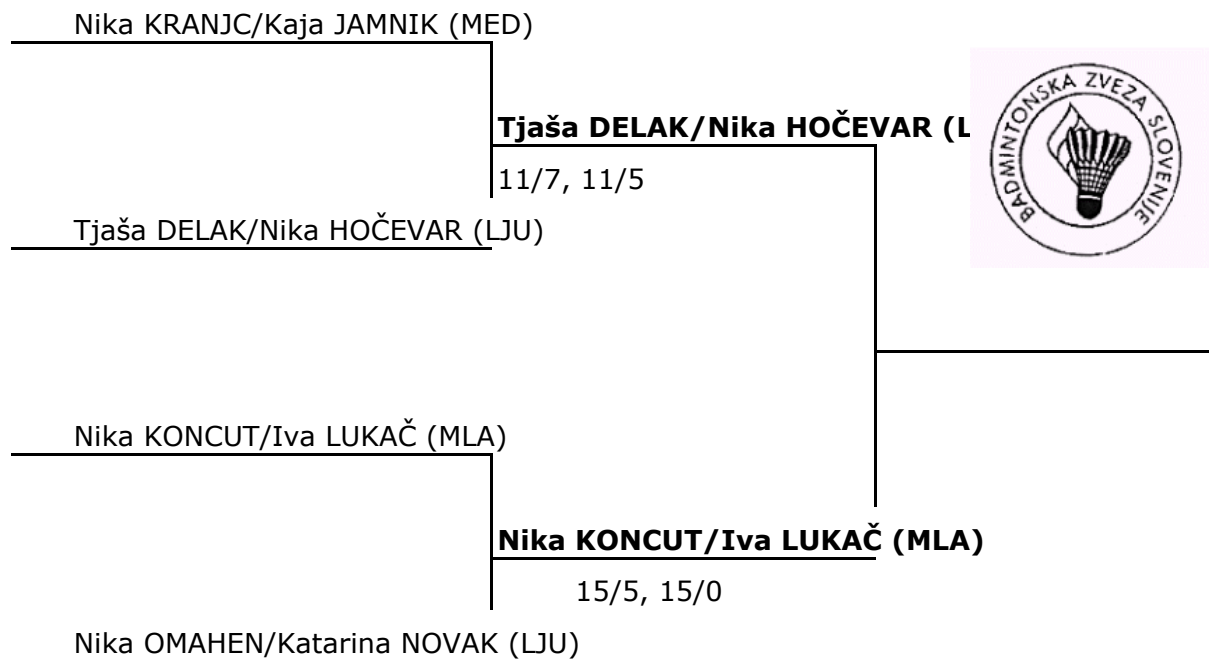 Nika KRANJC/Kaja JAMNIK (MED)
Tjaša DELAK/Nika HOČEVAR (L
BADMINTONSKA ZVEZA SLOVENIJE
11/7, 11/5
Tjaša DELAK/Nika HOČEVAR (LJU)
Nika KONCUT/Iva LUKAČ (MLA)
Nika KONCUT/Iva LUKAČ (MLA)
15/5, 15/0
Nika OMAHEN/Katarina NOVAK (LJU)